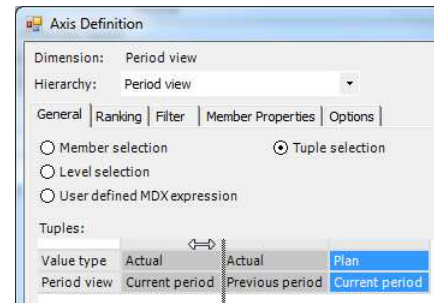 Axis Definition
Dimension: Period view
Hierarchy: Period view
General Ranking Filter Member Properties Options
Member selection Tuple selection
Level selection
User defined MDX expression
Tuples:
Value type Actual Actual Plan
Period view Current period Previous period Current period